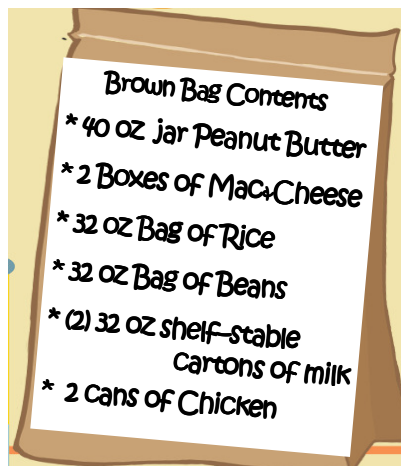 Brown Bag Contents
* 40 oz jar Peanut Butter
* 2 Boxes of Mac&Cheese
* 32 oz Bag of Rice
* 32 oz Bag of Beans
* (2) 32 oz shelf-stable
cartons of milk
* 2 cans of Chicken